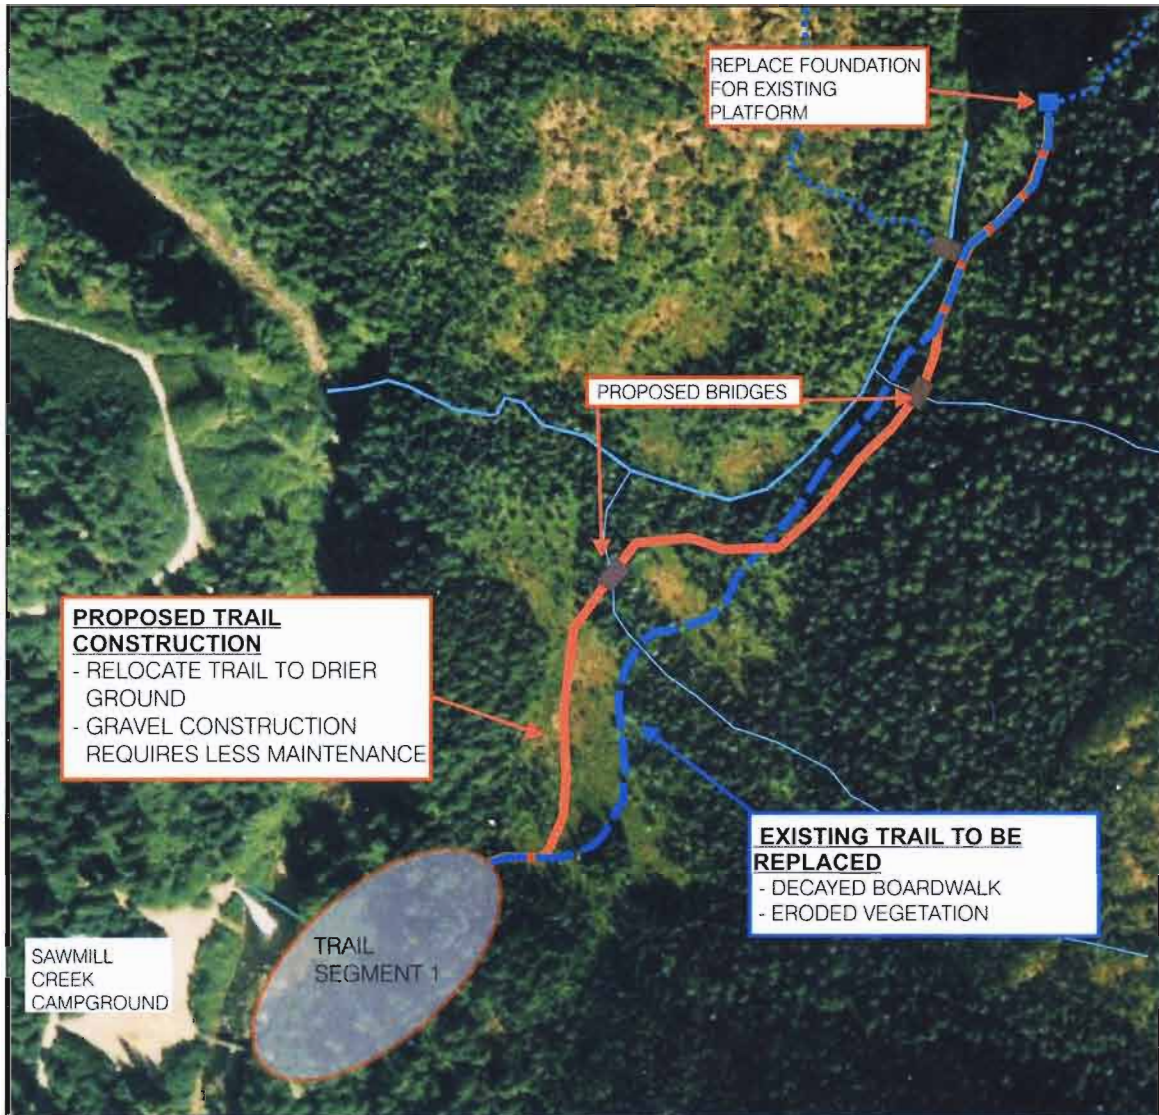 REPLACE FOUNDATION
FOR EXISTING
PLATFORM
PROPOSED BRIDGES
PROPOSED TRAIL
CONSTRUCTION
- RELOCATE TRAIL TO DRIER
GROUND
- GRAVEL CONSTRUCTION
REQUIRES LESS MAINTENANCE
EXISTING TRAIL TO BE
REPLACED
- DECAYED BOARDWALK
- ERODED VEGETATION
SAWMILL
CREEK
CAMPGROUND
TRAIL
SEGMENT 1